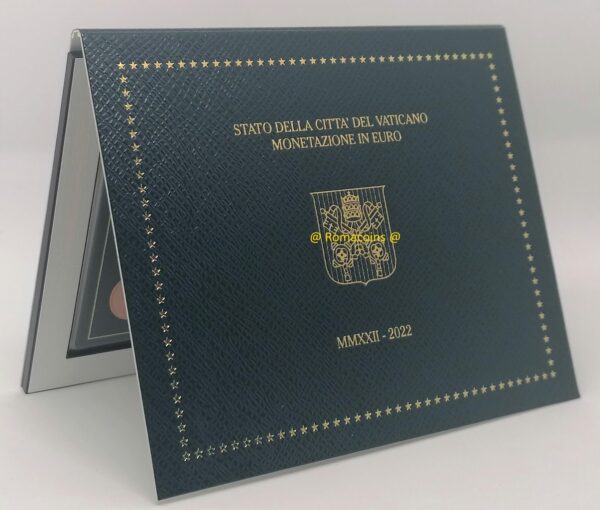 STATO DELLA CITTA' DEL VATICANO
MONETAZIONE IN EURO
@ Romacoins @
MMXXII - 2022